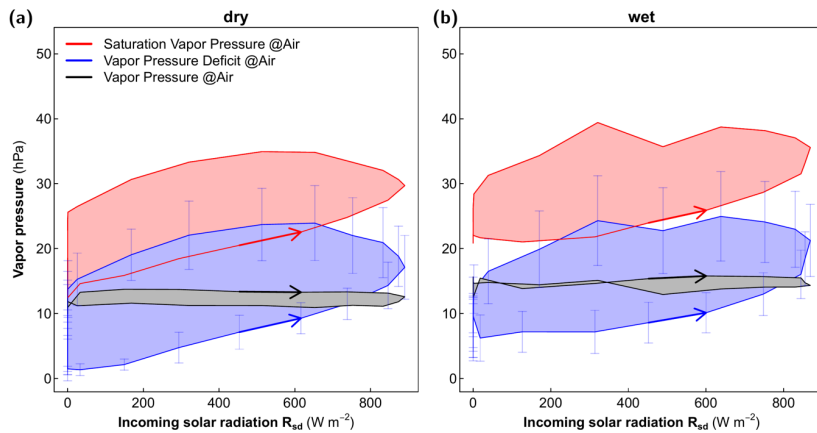 (a) dry
(b) wet
Saturation Vapor Pressure @Air
Vapor Pressure Deficit @Air
Vapor Pressure @Air
Vapor pressure (hPa)
50
40
30
20
10
0
50
40
30
20
10
0
0 200 400 600 800
0 200 400 600 800
Incoming solar radiation Rsd (W m−2)
Incoming solar radiation Rsd (W m−2)